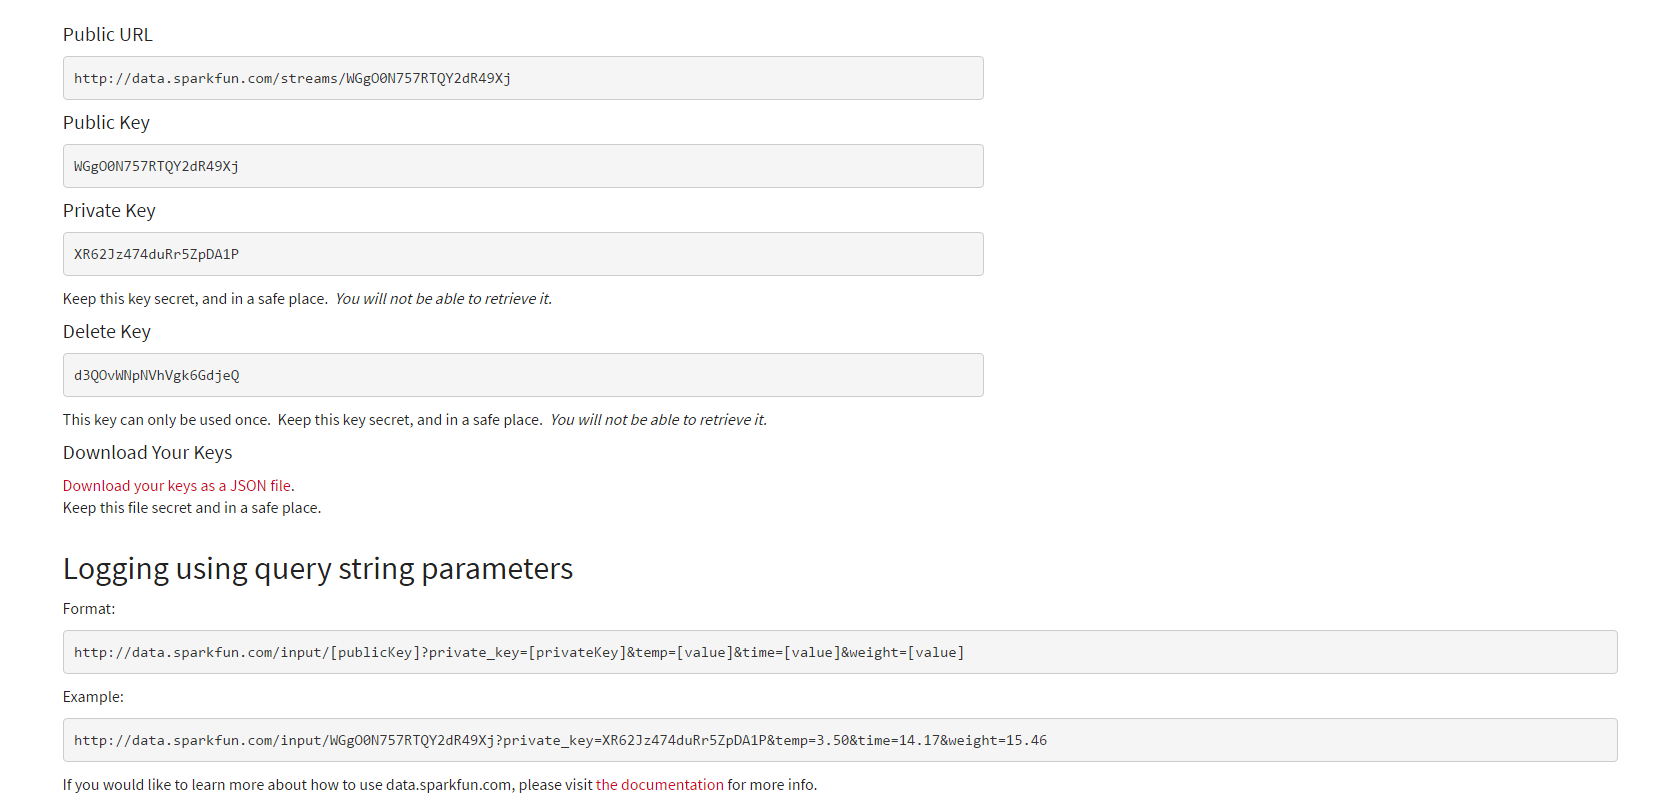 Public URL
http://data.sparkfun.com/streams/WGgO0N757RTQY2dR49Xj
Public Key
WGgO0N757RTQY2dR49Xj
Private Key
XR62Jz474duRr5ZpDA1P
Keep this key secret, and in a safe place. You will not be able to retrieve it.
Delete Key
d3QOvWNpNVhVgk6GdjeQ
This key can only be used once. Keep this key secret, and in a safe place. You will not be able to retrieve it.
Download Your Keys
Download your keys as a JSON file.
Keep this file secret and in a safe place.
Logging using query string parameters
Format:
http://data.sparkfun.com/input/[publicKey]?private_key=[privateKey]&temp=[value]&time=[value]&weight=[value]
Example:
http://data.sparkfun.com/input/WGgO0N757RTQY2dR49Xj?private_key=XR62Jz474duRr5ZpDA1P&temp=3.50&time=14.17&weight=15.46
If you would like to learn more about how to use data.sparkfun.com, please visit the documentation for more info.